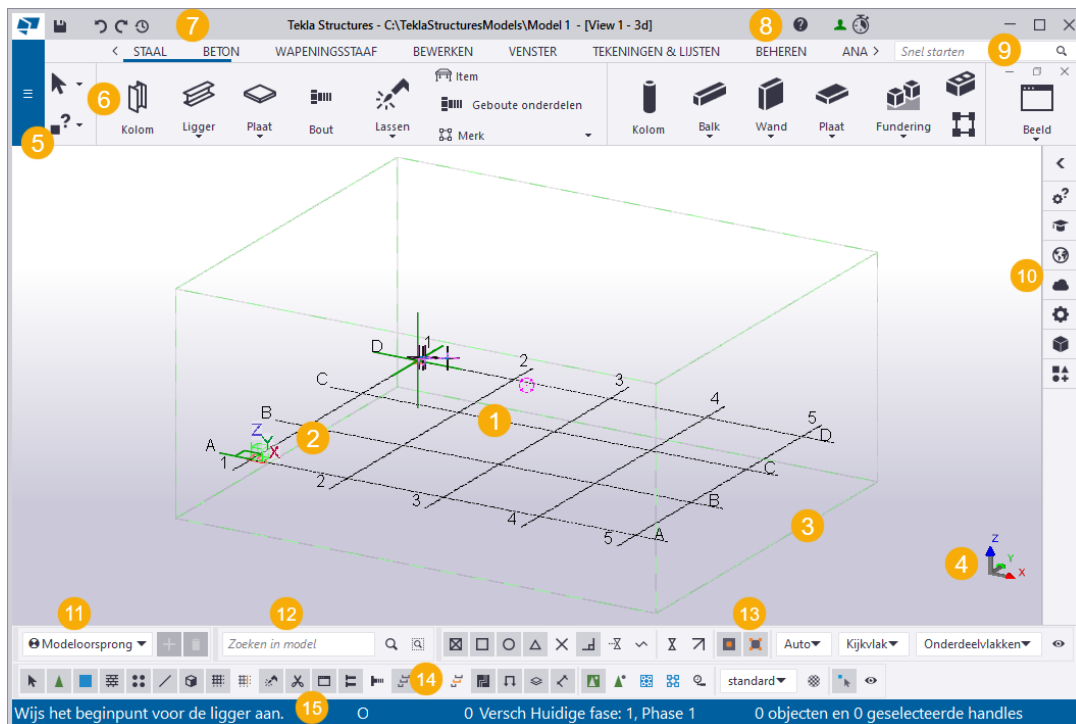 7
Tekla Structures - C:\TeklaStructuresModels\Model 1 - [View 1 - 3d]
8
?
STAAL BETON WAPENINGSSTAAF BEWERKEN VENSTER TEKENINGEN & LIJSTEN BEHEREN ANA
Snel starten
9
5
6
Kolom
Ligger
Plaat
Bout
Lassen
Item
Geboute onderdelen
Merk
Kolom
Balk
Wand
Plaat
Fundering
Beeld
10
D
1
2
3
4
5
C
B
A
1
2
3
4
5
A
B
C
D
Z
Y
X
1
2
3
4
Z
Y
X
11
12
13
Modeloorsprong
Zoeken in model
Auto
Kijkvlak
Onderdeelvlakken
14
standaard
15
Wijs het beginpunt voor de ligger aan.
O
0 Versch Huidige fase: 1, Phase 1
0 objecten en 0 geselecteerde handles